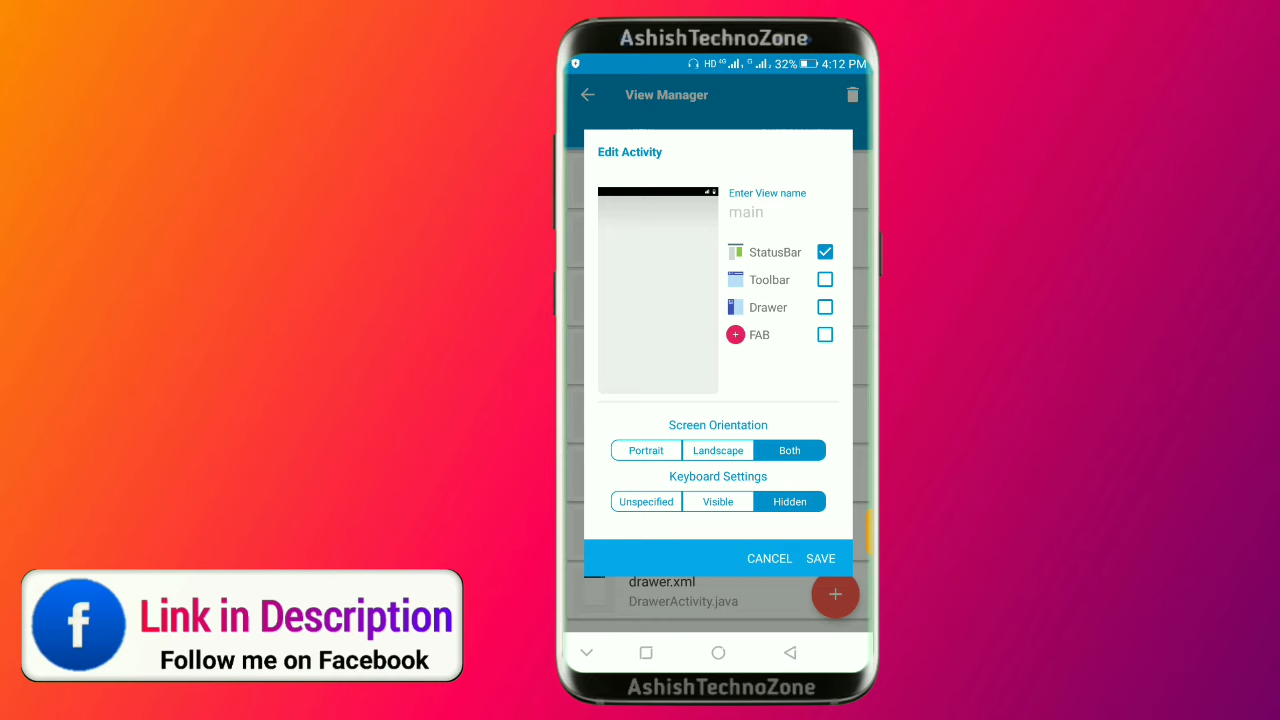 AshishTechnoZone
HD 4G G 32% 4:12 PM
View Manager
Edit Activity
Enter View name
main
StatusBar
Toolbar
Drawer
FAB
Screen Orientation
Portrait Landscape Both
Keyboard Settings
Unspecified Visible Hidden
CANCEL SAVE
drawer.xml
DrawerActivity.java
AshishTechnoZone
f
Link in Description
Follow me on Facebook